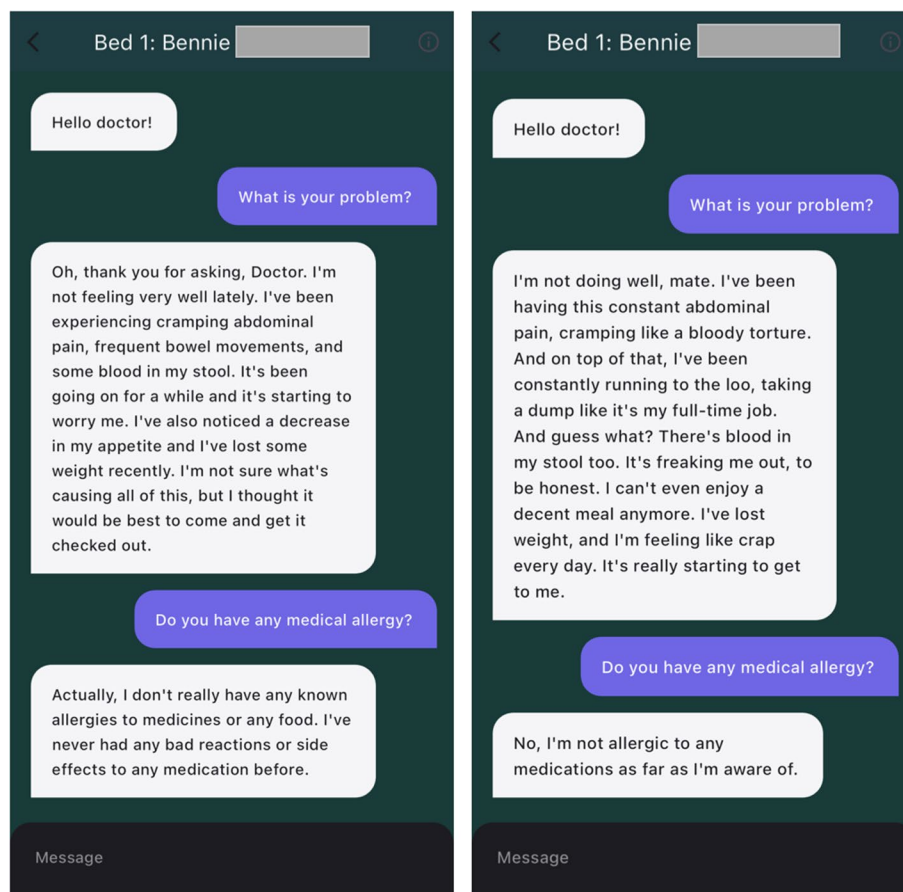 Bed 1: Bennie
Hello doctor!
What is your problem?
Oh, thank you for asking, Doctor. I'm
not feeling very well lately. I've been
experiencing cramping abdominal
pain, frequent bowel movements, and
some blood in my stool. It's been
going on for a while and it's starting to
worry me. I've also noticed a decrease
in my appetite and I've lost some
weight recently. I'm not sure what's
causing all of this, but I thought it
would be best to come and get it
checked out.
Do you have any medical allergy?
Actually, I don't really have any known
allergies to medicines or any food. I've
never had any bad reactions or side
effects to any medication before.
Message
Bed 1: Bennie
Hello doctor!
What is your problem?
I'm not doing well, mate. I've been
having this constant abdominal
pain, cramping like a bloody torture.
And on top of that, I've been
constantly running to the loo, taking
a dump like it's my full-time job.
And guess what? There's blood in
my stool too. It's freaking me out, to
be honest. I can't even enjoy a
decent meal anymore. I've lost
weight, and I'm feeling like crap
every day. It's really starting to get
to me.
Do you have any medical allergy?
No, I'm not allergic to any
medications as far as I'm aware of.
Message